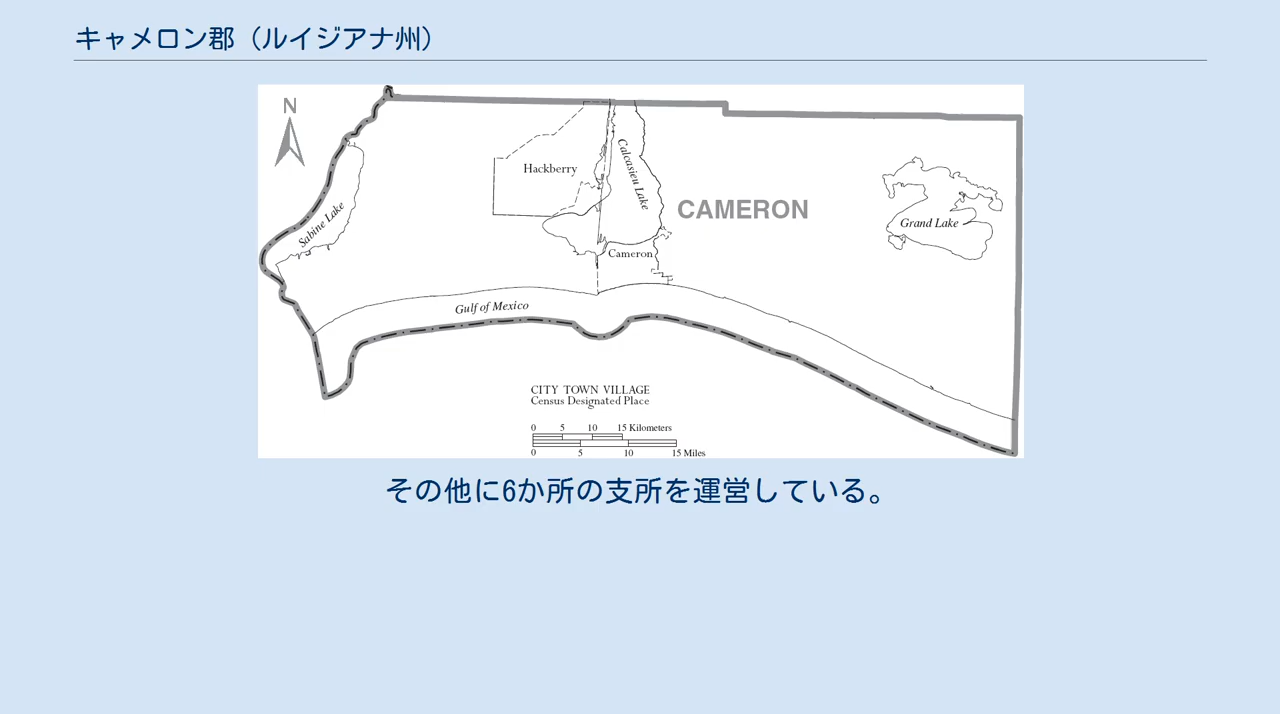 キャメロン郡（ルイジアナ州）
N
Hackberry
Calcasieu Lake
CAMERON
Sabine Lake
Grand Lake
Cameron
Gulf of Mexico
CITY TOWN VILLAGE
Census Designated Place
0 5 10 15 Kilometers
0 5 10 15 Miles
その他に6か所の支所を運営している。